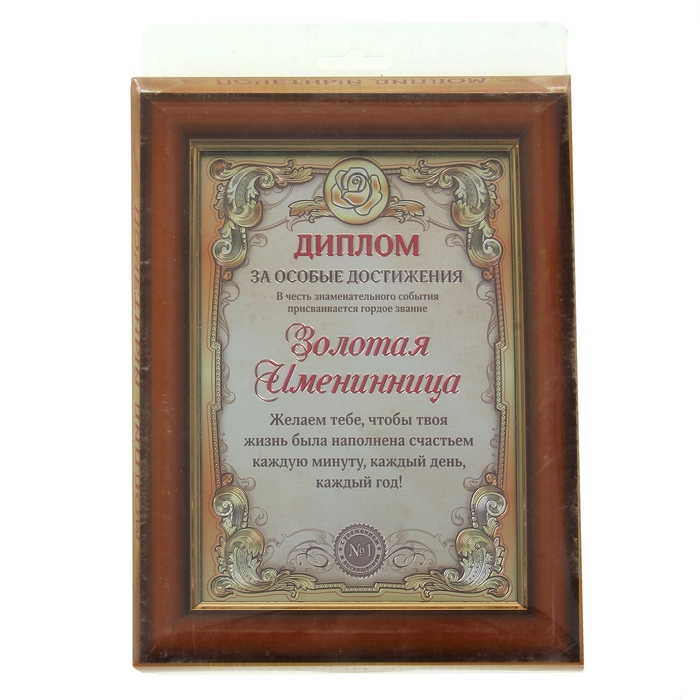 ДИПЛОМ
ЗА ОСОБЫЕ ДОСТИЖЕНИЯ
В честь знаменательного события
присваивается гордое звание
Золотая
Именинница
Желаем тебе, чтобы твоя
жизнь была наполнена счастьем
каждую минуту, каждый день,
каждый год!
№1